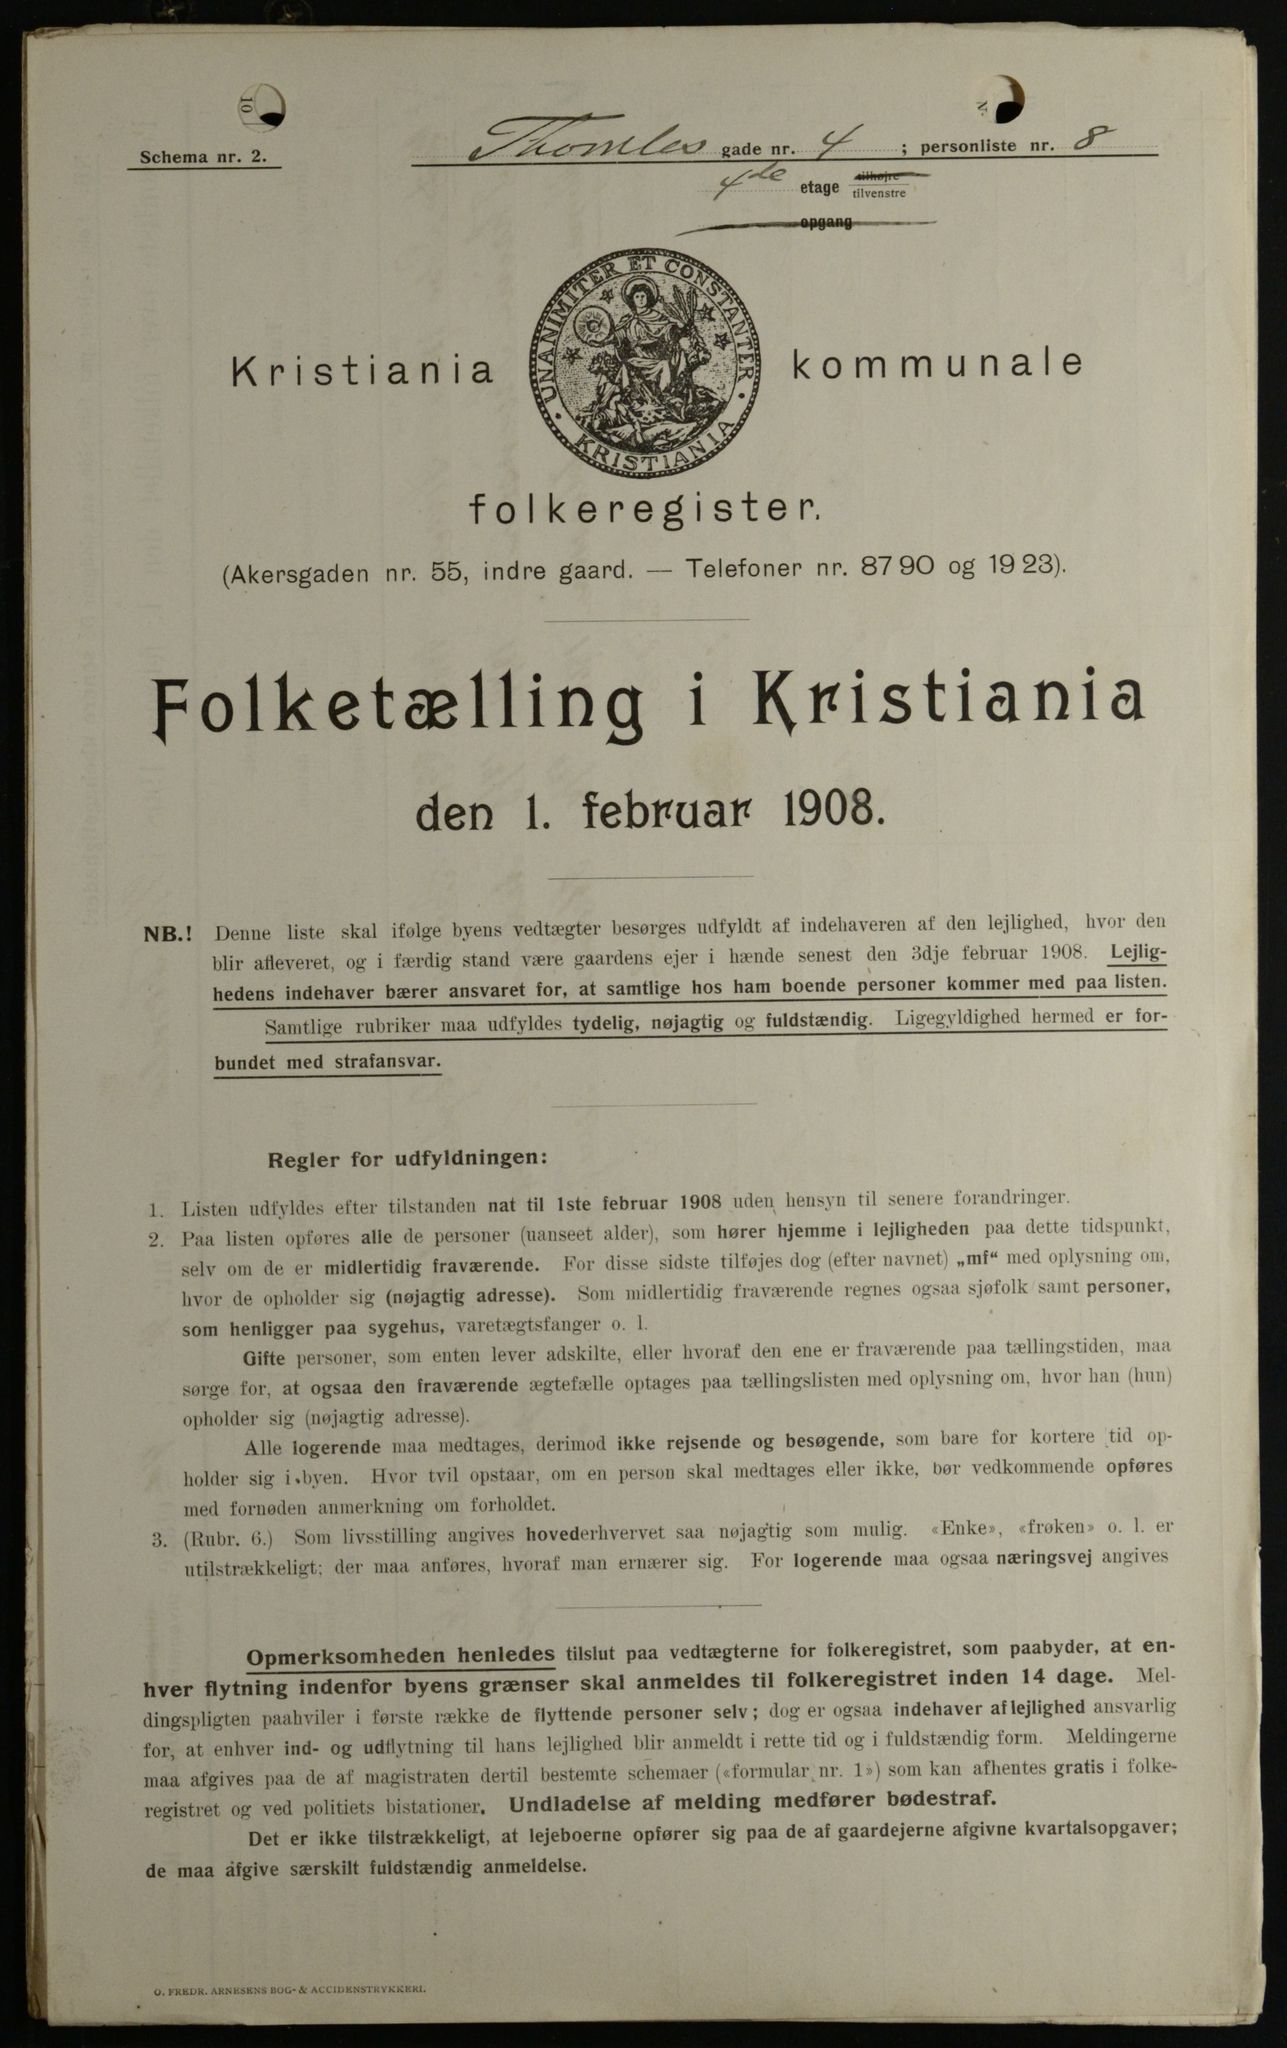 Schema nr. 2.
Thomles gade nr. 4 ; personliste nr. 8
4de etage tilhøjre
tilvenstre
opgang
UNANIMITER ET CONSTANTER
KRISTIANIA
Kristiania kommunale
folkeregister.
(Akersgaden nr. 55, indre gaard. — Telefoner nr. 8790 og 1923).
Folketælling i Kristiania
den 1. februar 1908.
NB.! Denne liste skal ifølge byens vedtægter besørges udfyldt af indehaveren af den lejlighed, hvor den
blir afleveret, og i færdig stand være gaardens ejer i hænde senest den 3dje februar 1908. Lejlig-
hedens indehaver bærer ansvaret for, at samtlige hos ham boende personer kommer med paa listen.
Samtlige rubriker maa udfyldes tydelig, nøjagtig og fuldstændig. Ligegyldighed hermed er for-
bundet med strafansvar.
Regler for udfyldningen:
1. Listen udfyldes efter tilstanden nat til 1ste februar 1908 uden hensyn til senere forandringer.
2. Paa listen opføres alle de personer (uanseet alder), som hører hjemme i lejligheden paa dette tidspunkt,
selv om de er midlertidig fraværende. For disse sidste tilføjes dog (efter navnet) „mf“ med oplysning om,
hvor de opholder sig (nøjagtig adresse). Som midlertidig fraværende regnes ogsaa sjøfolk samt personer,
som henligger paa sygehus, varetægtsfanger o. l.
Gifte personer, som enten lever adskilte, eller hvoraf den ene er fraværende paa tællingstiden, maa
sørge for, at ogsaa den fraværende ægtefælle optages paa tællingslisten med oplysning om, hvor han (hun)
opholder sig (nøjagtig adresse).
Alle logerende maa medtages, derimod ikke rejsende og besøgende, som bare for kortere tid op-
holder sig i byen. Hvor tvil opstaar, om en person skal medtages eller ikke, bør vedkommende opføres
med fornøden anmerkning om forholdet.
3. (Rubr. 6.) Som livsstilling angives hovederhvervet saa nøjagtig som mulig. «Enke», «frøken» o. l. er
utilstrækkeligt; der maa anføres, hvoraf man ernærer sig. For logerende maa ogsaa næringsvej angives
Opmerksomheden henledes tilslut paa vedtægterne for folkeregistret, som paabyder, at en-
hver flytning indenfor byens grænser skal anmeldes til folkeregistret inden 14 dage. Mel-
dingspligten paahviler i første række de flyttende personer selv; dog er ogsaa indehaver af lejlighed ansvarlig
for, at enhver ind- og udflytning til hans lejlighed blir anmeldt i rette tid og i fuldstændig form. Meldingerne
maa afgives paa de af magistraten dertil bestemte schemaer («formular nr. 1») som kan afhentes gratis i folke-
registret og ved politiets bistationer. Undladelse af melding medfører bødestraf.
Det er ikke tilstrækkeligt, at lejeboerne opfører sig paa de af gaardejerne afgivne kvartalsopgaver;
de maa afgive særskilt fuldstændig anmeldelse.
O. FREDR. ARNESENS BOG- & ACCIDENSTRYKKERI.